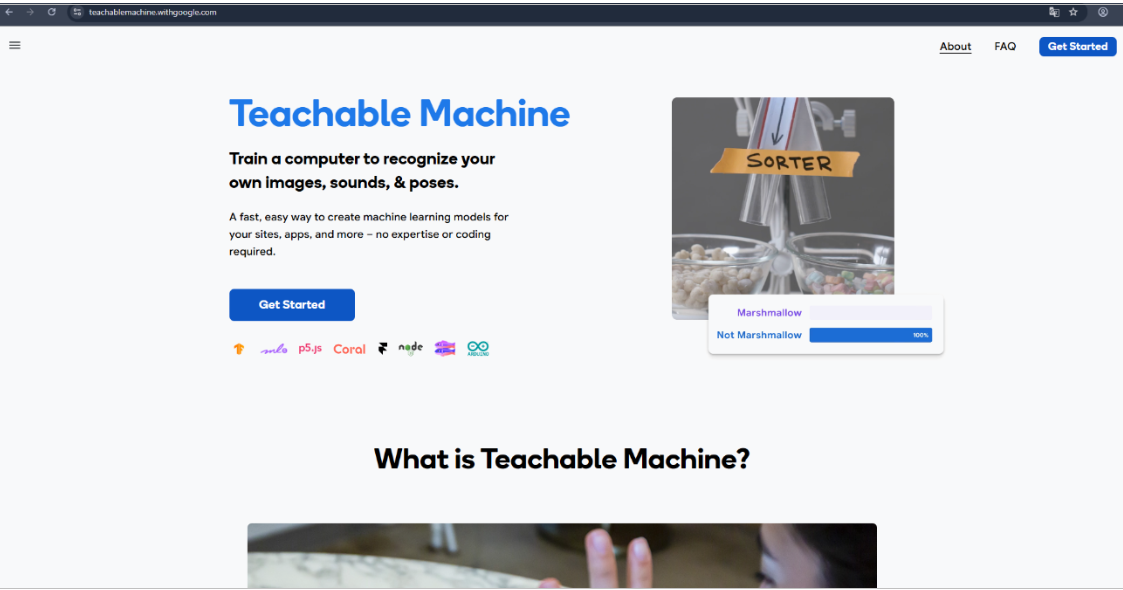 teachablemachine.withgoogle.com
About FAQ Get Started
Teachable Machine
Train a computer to recognize your
own images, sounds, & poses.
A fast, easy way to create machine learning models for
your sites, apps, and more – no expertise or coding
required.
Get Started
p5.js Coral node ARDUINO
SORTER
Marshmallow
Not Marshmallow 100%
What is Teachable Machine?